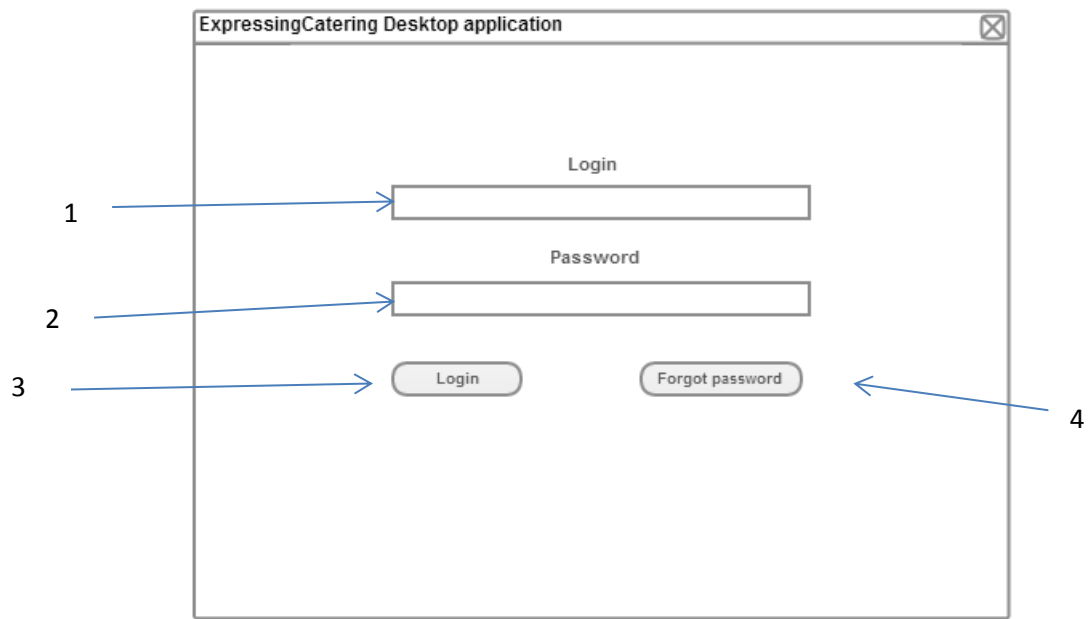 ExpressingCatering Desktop application
Login
1
Password
2
3
Login
Forgot password
4